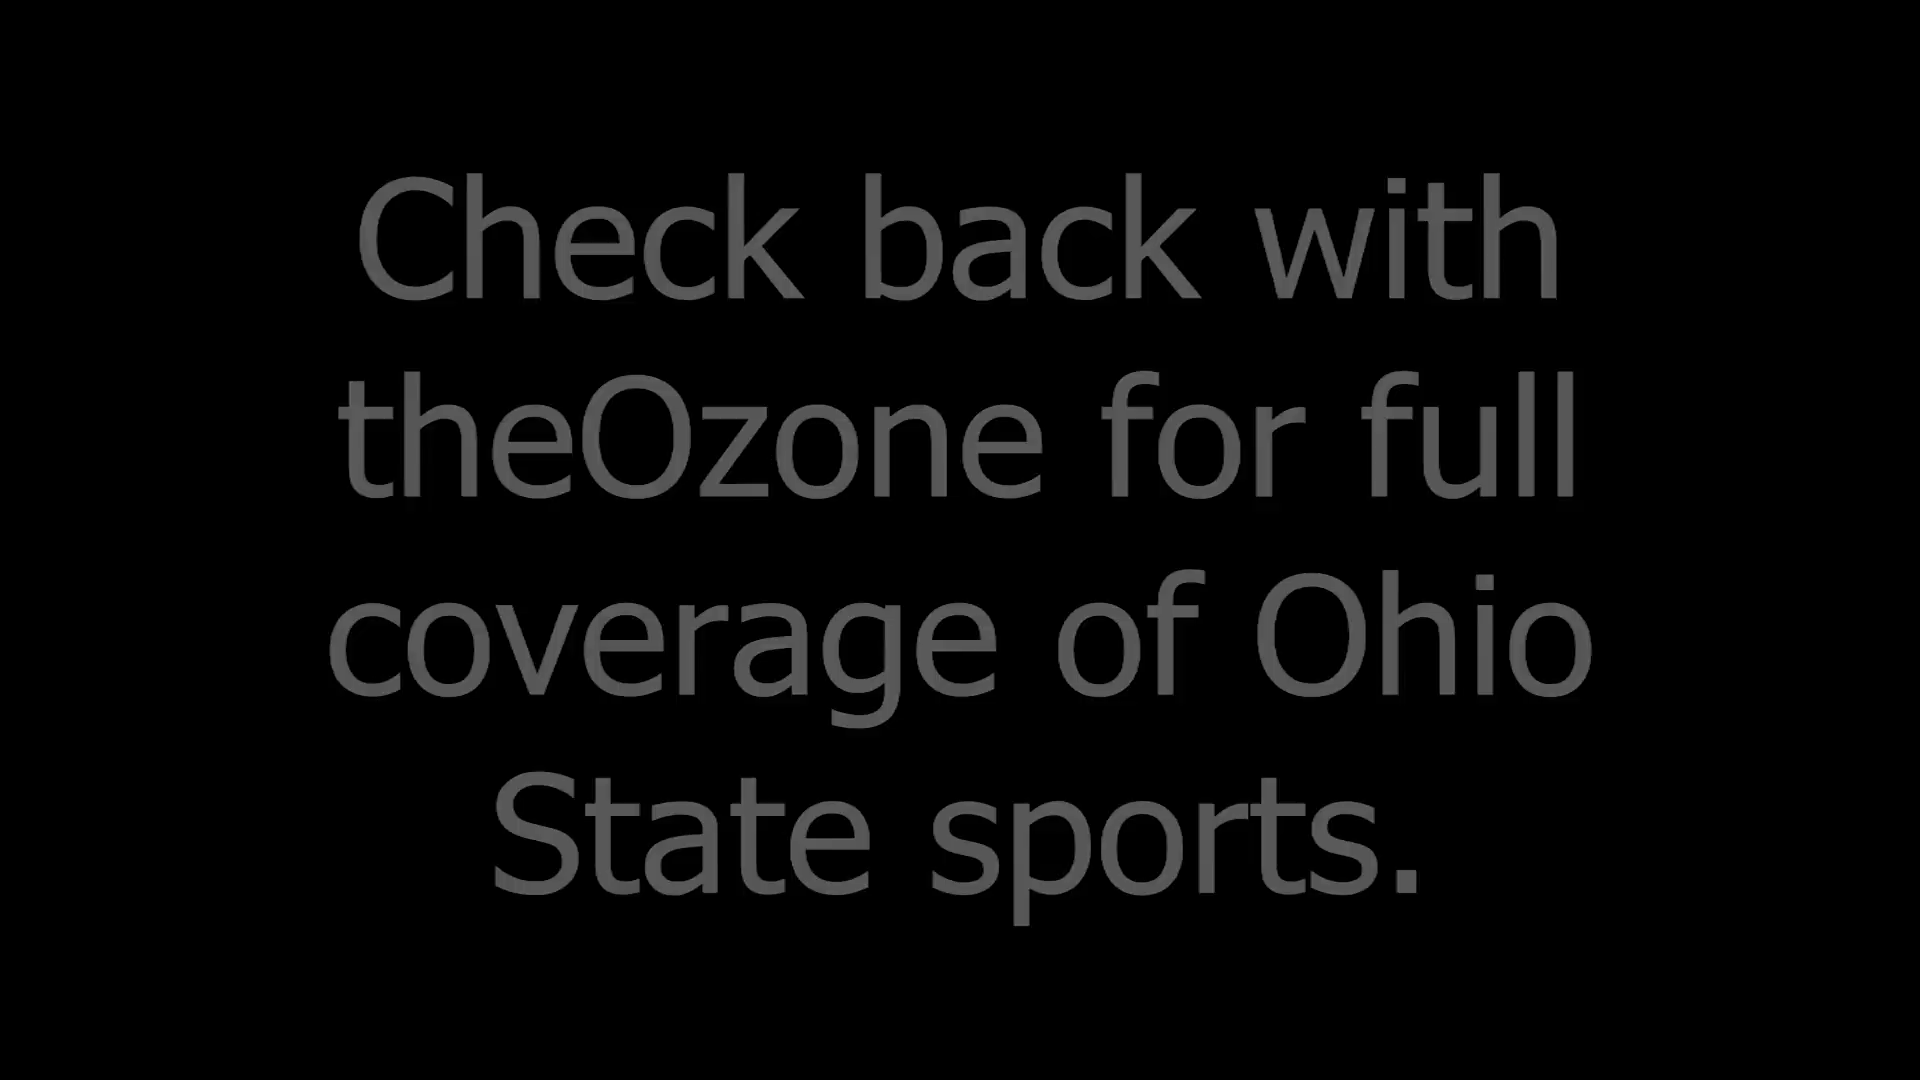 Check back with
theOzone for full
coverage of Ohio
State sports.